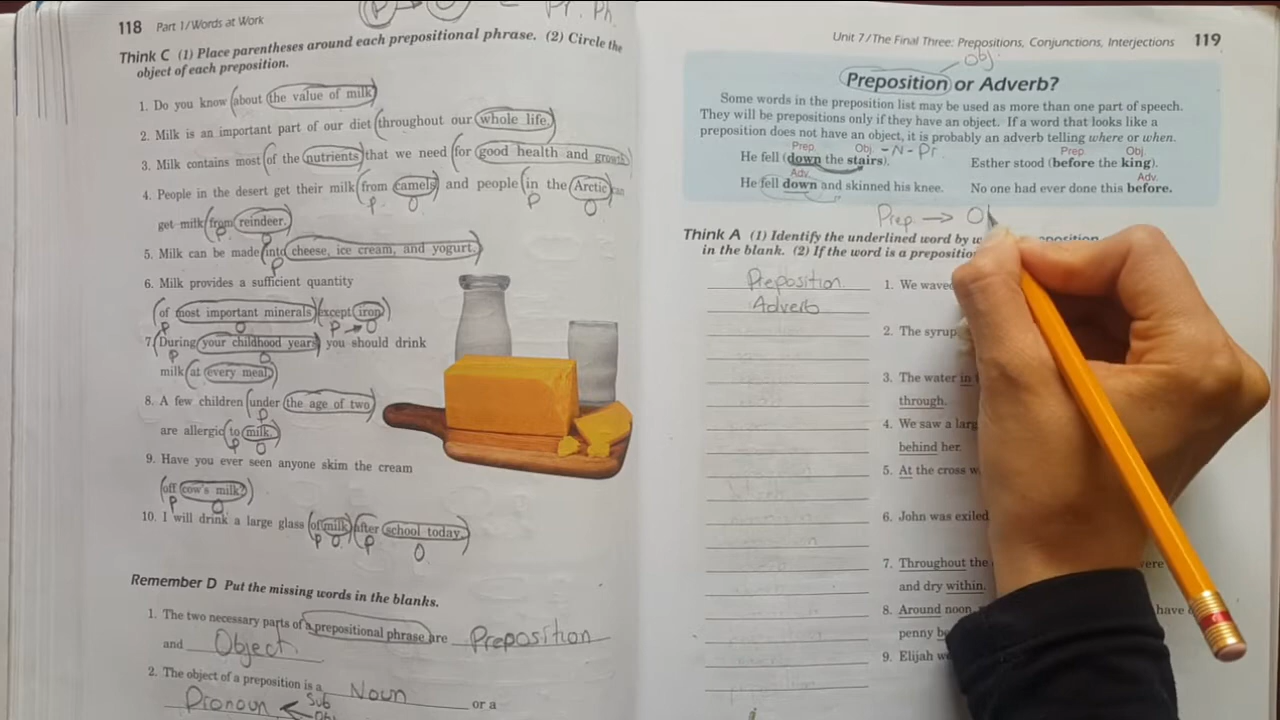 118 Part 1/Words at Work
Think C (1) Place parentheses around each prepositional phrase. (2) Circle the
object of each preposition.
1. Do you know about the value of milk
2. Milk is an important part of our diet throughout our whole life.
3. Milk contains most of the nutrients that we need for good health and growth
4. People in the desert get their milk from camels and people in the Arctic can
P O P O
get milk from reindeer.
P O
5. Milk can be made into cheese, ice cream, and yogurt.
P
6. Milk provides a sufficient quantity
of most important minerals except iron
P O P → O
7. During your childhood years you should drink
P O
milk at every meal
8. A few children under the age of two
P
are allergic to milk.
P O
9. Have you ever seen anyone skim the cream
off cow's milk?
P O
10. I will drink a large glass of milk after school today.
P O P O
Remember D Put the missing words in the blanks.
1. The two necessary parts of a prepositional phrase are Preposition
and Object
2. The object of a preposition is a Noun or a
Pronoun Sub
Pr. Ph.
Unit 7/The Final Three: Prepositions, Conjunctions, Interjections 119
Obj
Preposition or Adverb?
Some words in the preposition list may be used as more than one part of speech.
They will be prepositions only if they have an object. If a word that looks like a
preposition does not have an object, it is probably an adverb telling where or when.
Prep. Obj. - N - Pr
He fell (down the stairs).
Prep Obj.
Esther stood (before the king).
Adv.
He fell down and skinned his knee.
Adv.
No one had ever done this before.
Prep →
Think A (1) Identify the underlined word by
in the blank. (2) If the word is a
Preposition 1. We
Adverb
2. The syrup
3. The water in
through.
4. We saw a
behind her.
5. At the cross
6. John was exiled
7. Throughout the
and dry within.
8. Around noon have
penny
9. Elijah